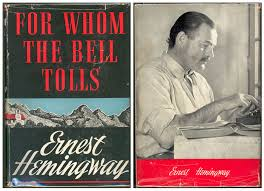 FOR WHOM
THE BELL
TOLLS
Ernest
Hemingway
Ernest Hemingway